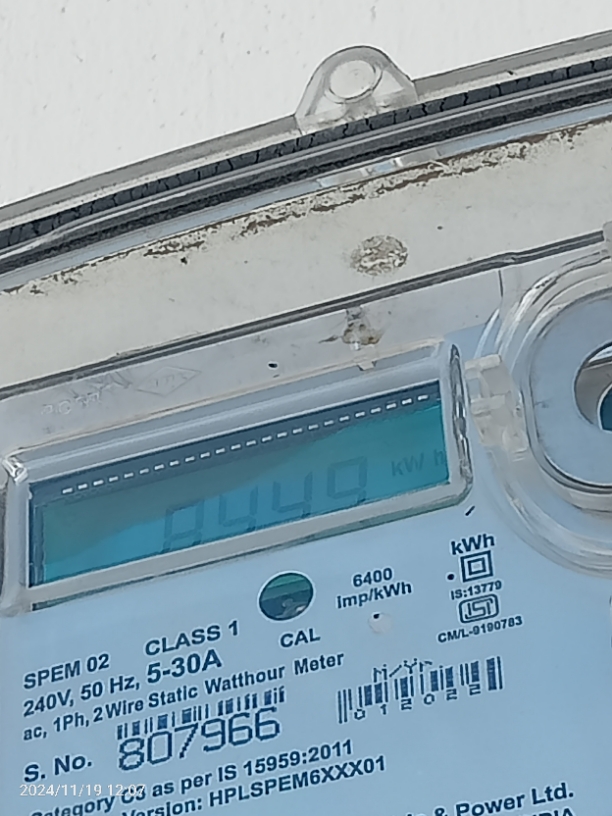 8449 kWh
kWh
6400
imp/kWh
IS:13779
CM/L-9190783
CAL
SPEM 02
CLASS 1
240V, 50 Hz, 5-30A
ac, 1Ph, 2 Wire Static Watthour Meter
M/Yr
012022
S. No. 807966
Category C3 as per IS 15959:2011
Version: HPLSPEM6XXX01
& Power Ltd.
2024/11/19 12:07